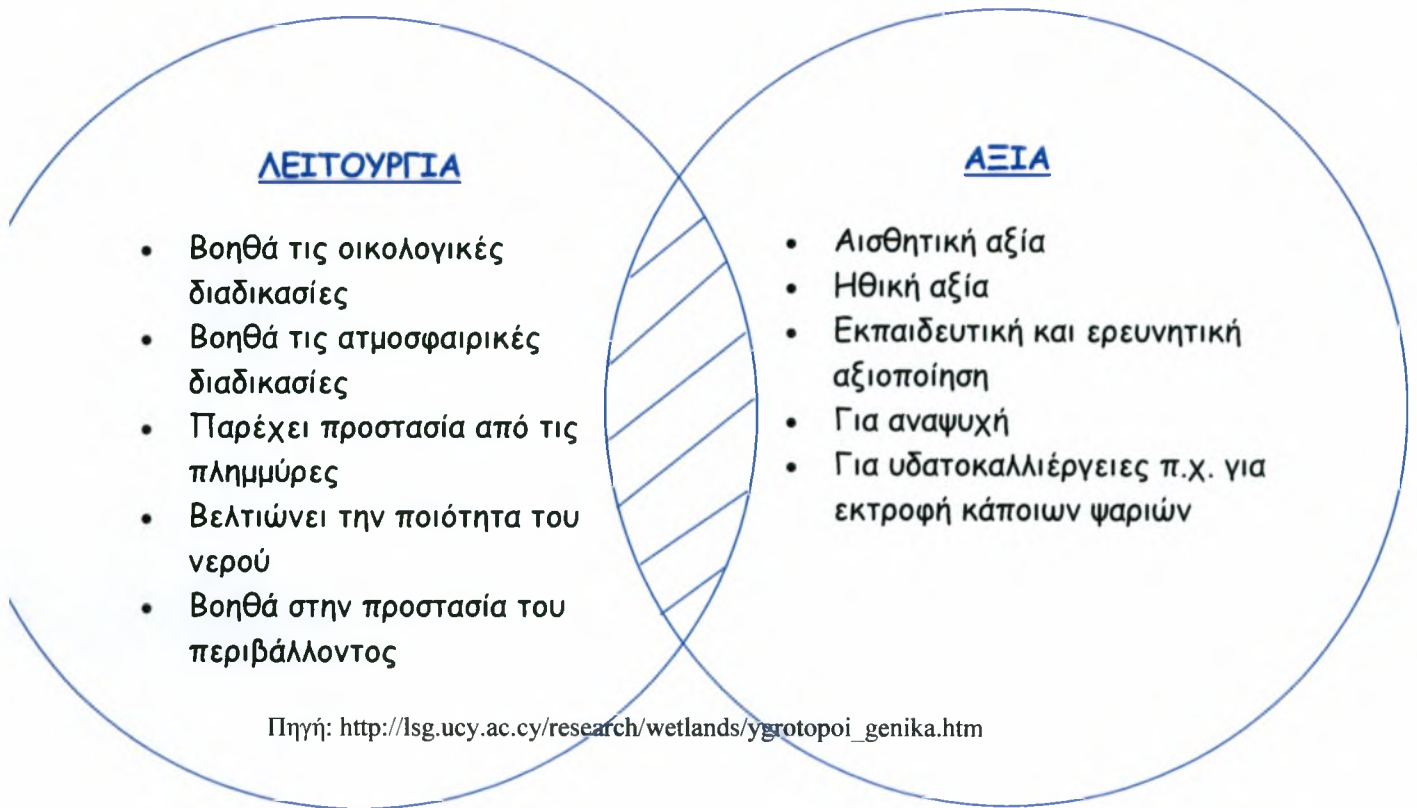 ΛΕΙΤΟΥΡΓΙΑ
• Βοηθά τις οικολογικές
διαδικασίες
• Βοηθά τις ατμοσφαιρικές
διαδικασίες
• Παρέχει προστασία από τις
πλημμύρες
• Βελτιώνει την ποιότητα του
νερού
• Βοηθά στην προστασία του
περιβάλλοντος
ΑΞΙΑ
• Αισθητική αξία
• Ηθική αξία
• Εκπαιδευτική και ερευνητική
αξιοποίηση
• Για αναψυχή
• Για υδατοκαλλιέργειες π.χ. για
εκτροφή κάποιων ψαριών
Πηγή: http://lsg.ucy.ac.cy/research/wetlands/ygrotopoi_genika.htm